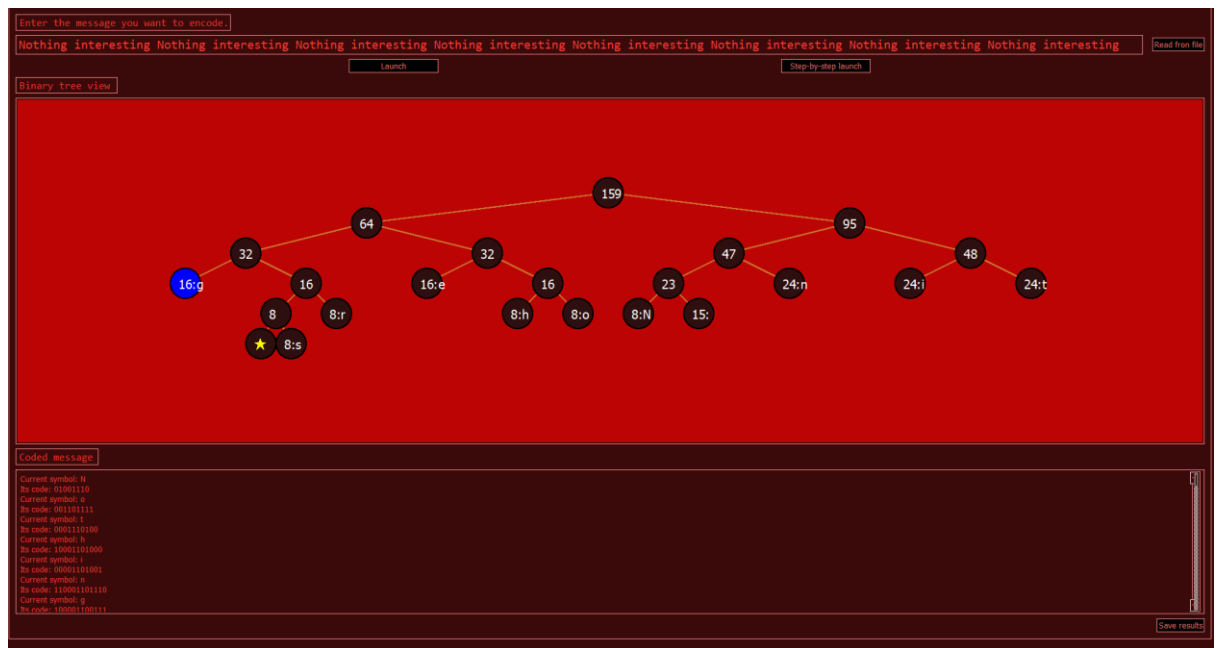 Enter the message you want to encode.
Nothing interesting Nothing interesting Nothing interesting Nothing interesting Nothing interesting Nothing interesting Nothing interesting Nothing interesting
Read fron file
Launch
Step-by-step launch
Binary tree view
159
64
95
32
32
47
48
16:g
16
16:e
16
23
24:n
24:i
24:t
8
8:r
8:h
8:o
8:N
15:
8:s
Coded message
Current symbol: N
Its code: 01001110
Current symbol: o
Its code: 001101111
Current symbol: t
Its code: 0001110100
Current symbol: h
Its code: 10001101000
Current symbol: i
Its code: 00001101001
Current symbol: n
Its code: 110001101110
Current symbol: g
Its code: 100001100111
Save results